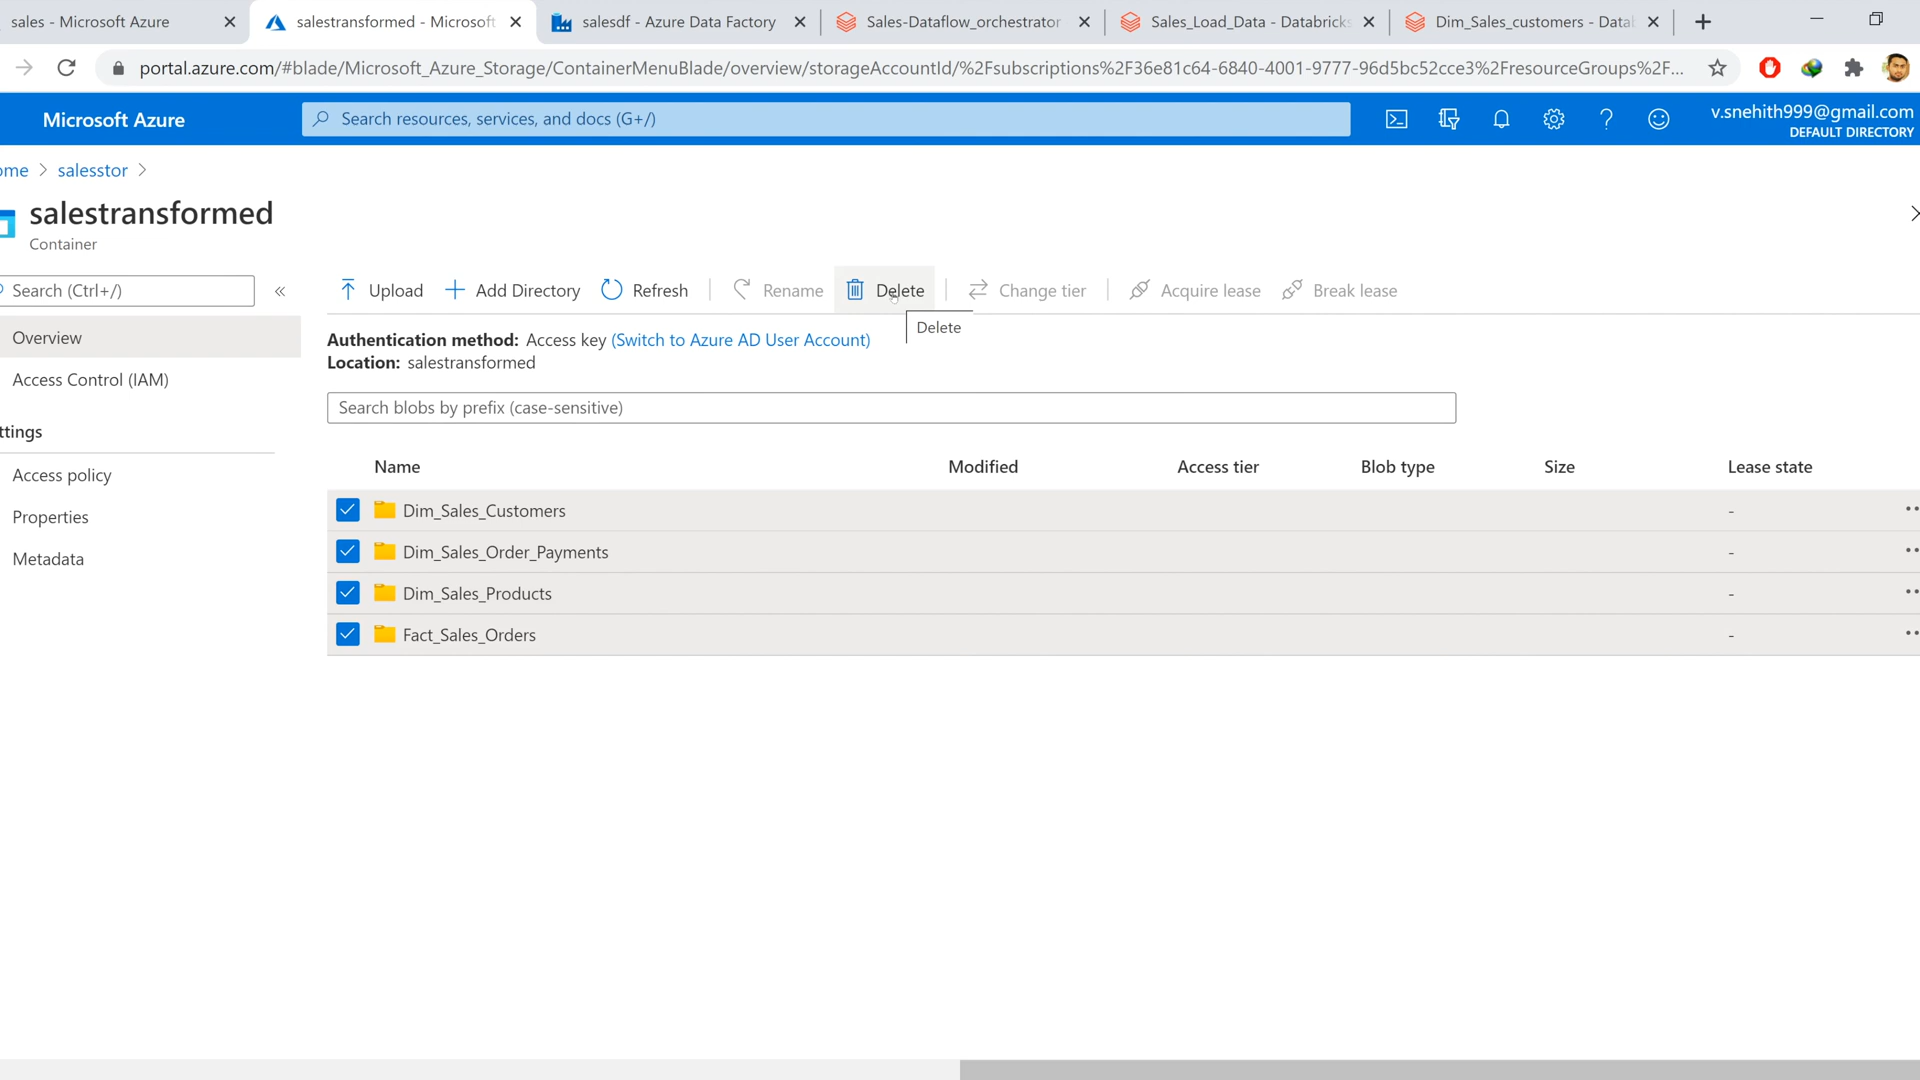 sales - Microsoft Azure
salestransformed - Microsoft
salesdf - Azure Data Factory
Sales-Dataflow_orchestrator
Sales_Load_Data - Databricks
Dim_Sales_customers - Data
portal.azure.com/#blade/Microsoft_Azure_Storage/ContainerMenuBlade/overview/storageAccountId/%2Fsubscriptions%2F36e81c64-6840-4001-9777-96d5bc52cce3%2FresourceGroups%2F...
Microsoft Azure
Search resources, services, and docs (G+/)
v.snehith999@gmail.com
DEFAULT DIRECTORY
ome > salesstor >
salestransformed
Container
Search (Ctrl+/)
Overview
Access Control (IAM)
ttings
Access policy
Properties
Metadata
Upload Add Directory Refresh Rename Delete Change tier Acquire lease Break lease
Delete
Authentication method: Access key (Switch to Azure AD User Account)
Location: salestransformed
Search blobs by prefix (case-sensitive)
Name Modified Access tier Blob type Size Lease state
Dim_Sales_Customers -
Dim_Sales_Order_Payments -
Dim_Sales_Products -
Fact_Sales_Orders -